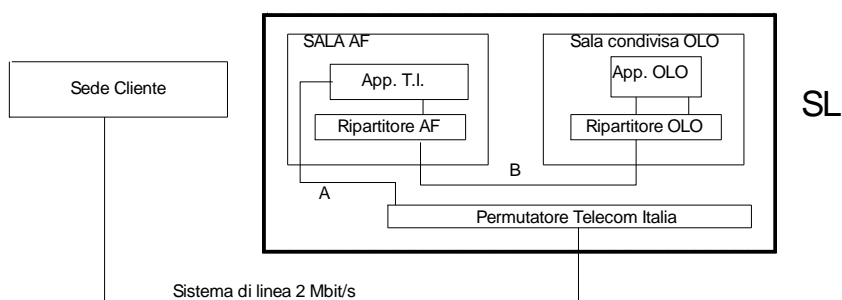 SALA AF
Sala condivisa OLO
Sede Cliente
App. T.I.
App. OLO
SL
Ripartitore AF
Ripartitore OLO
B
A
Permutatore Telecom Italia
Sistema di linea 2 Mbit/s